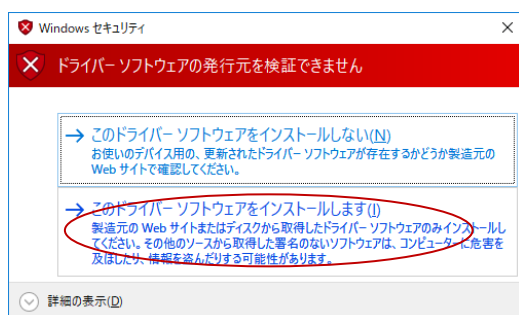 Windows セキュリティ
ドライバー ソフトウェアの発行元を検証できません
→ このドライバー ソフトウェアをインストールしない(N)
お使いのデバイス用の、更新されたドライバー ソフトウェアが存在するかどうか製造元の
Web サイトで確認してください。
→ このドライバー ソフトウェアをインストールします(I)
製造元の Web サイトまたはディスクから取得したドライバー ソフトウェアのみインストールし
てください。その他のソースから取得した署名のないソフトウェアは、コンピューターに危害を
及ぼしたり、情報を盗んだりする可能性があります。
詳細の表示(D)